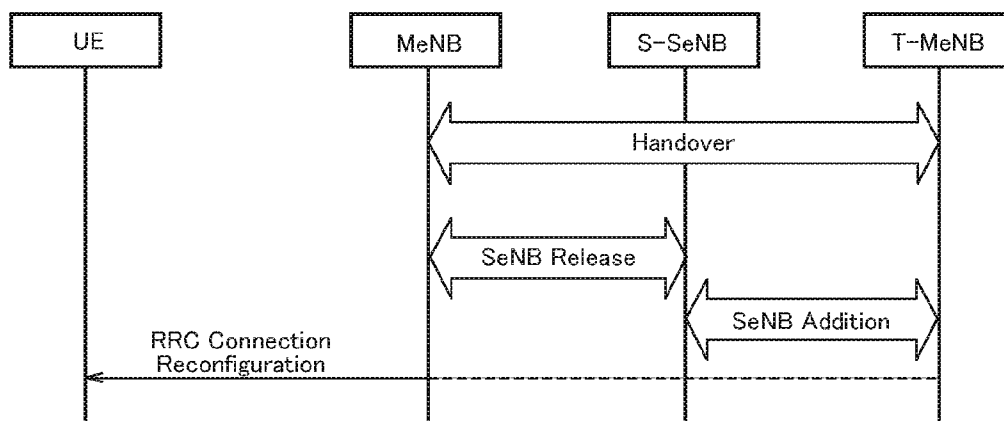 UE
MeNB
S-SeNB
T-MeNB
Handover
SeNB Release
SeNB Addition
RRC Connection
Reconfiguration